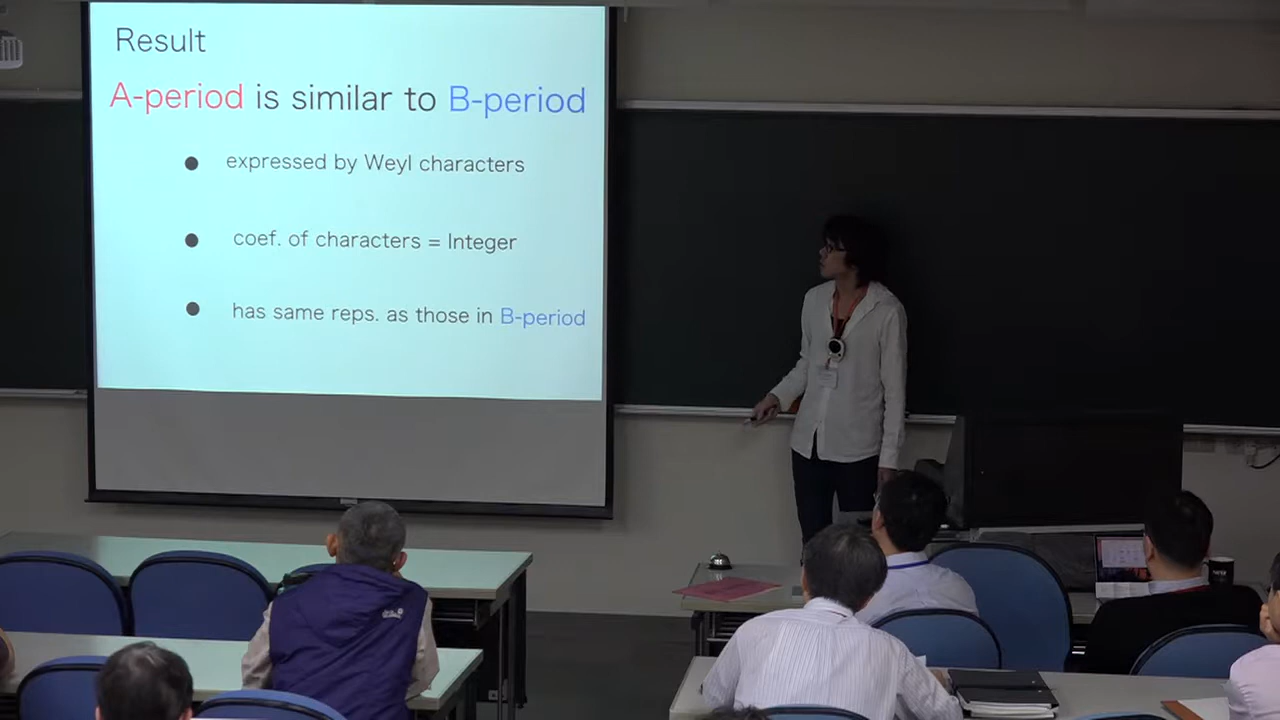 Result
A-period is similar to B-period
● expressed by Weyl characters
● coef. of characters = Integer
● has same reps. as those in B-period